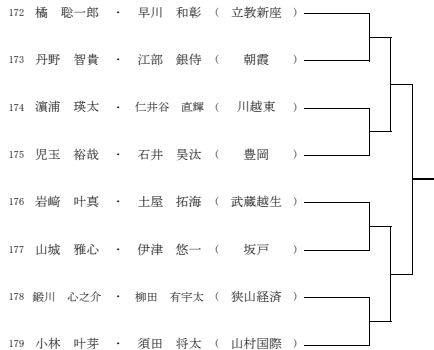 172 橘　聡一郎 ・ 早川　和彰 （ 立教新座 ）
173 丹野　智貴 ・ 江部　銀侍 （ 朝霞 ）
174 濵浦　瑛太 ・ 仁井谷　直輝 （ 川越東 ）
175 児玉　裕哉 ・ 石井　昊汰 （ 豊岡 ）
176 岩﨑　叶真 ・ 土屋　拓海 （ 武蔵越生 ）
177 山城　雅心 ・ 伊津　悠一 （ 坂戸 ）
178 鍛川　心之介 ・ 柳田　有宇太 （ 狭山経済 ）
179 小林　叶芽 ・ 須田　将太 （ 山村国際 ）